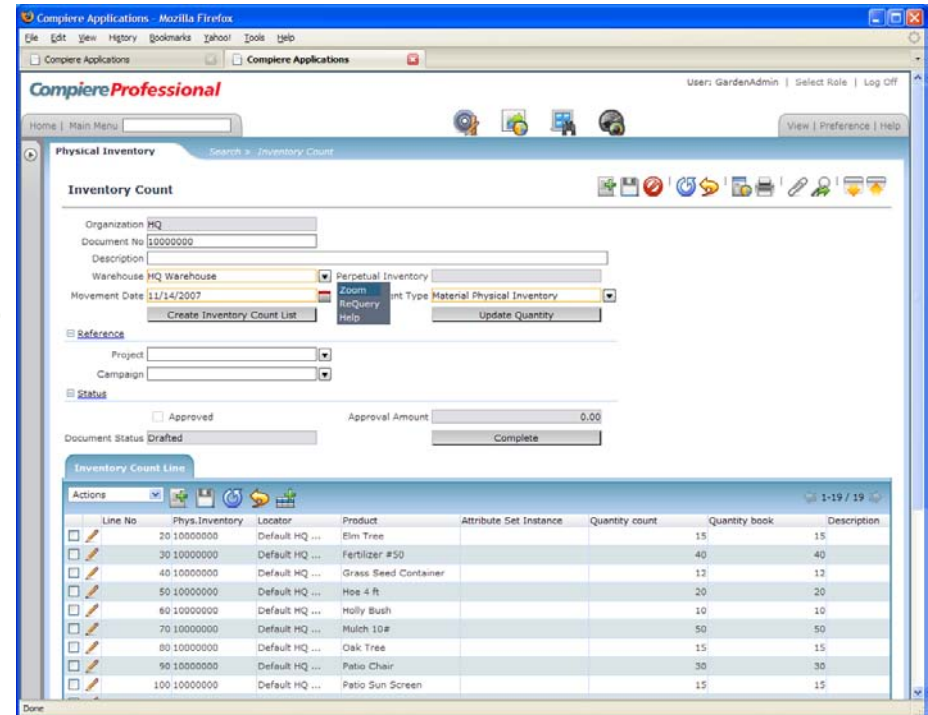 Compiere Applications - Mozilla Firefox
File Edit View History Bookmarks Yahoo! Tools Help
Compiere Applications Compiere Applications
Compiere Professional
User: GardenAdmin | Select Role | Log Off
Home | Main Menu
View | Preference | Help
Physical Inventory Search » Inventory Count
Inventory Count
Organization HQ
Document No 10000000
Description
Warehouse HQ Warehouse Perpetual Inventory
Movement Date 11/14/2007 Zoom nt Type Material Physical Inventory
ReQuery
Help
Create Inventory Count List Update Quantity
Reference
Project
Campaign
Status
Approved Approval Amount 0.00
Document Status Drafted Complete
Inventory Count Line
Actions 1-19 / 19
Line No Phys.Inventory Locator Product Attribute Set Instance Quantity count Quantity book Description
20 10000000 Default HQ ... Elm Tree 15 15
30 10000000 Default HQ ... Fertilizer #50 40 40
40 10000000 Default HQ ... Grass Seed Container 12 12
50 10000000 Default HQ ... Hoe 4 ft 20 20
60 10000000 Default HQ ... Holly Bush 10 10
70 10000000 Default HQ ... Mulch 10# 50 50
80 10000000 Default HQ ... Oak Tree 15 15
90 10000000 Default HQ ... Patio Chair 30 30
100 10000000 Default HQ ... Patio Sun Screen 15 15
Done